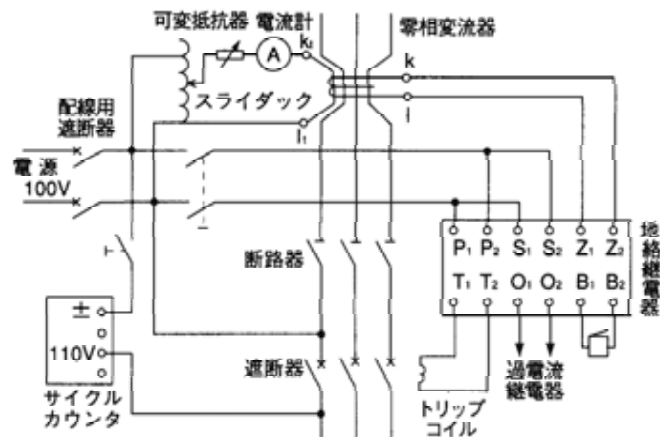 可変抵抗器 電流計
零相変流器
A
k₁
k
スライダック
l₁
l
配線用
遮断器
電源
100V
断路器
地絡継電器
P₁ P₂ S₁ S₂ Z₁ Z₂
T₁ T₂ O₁ O₂ B₁ B₂
±
110V
遮断器
過電流
継電器
サイクル
カウンタ
トリップ
コイル